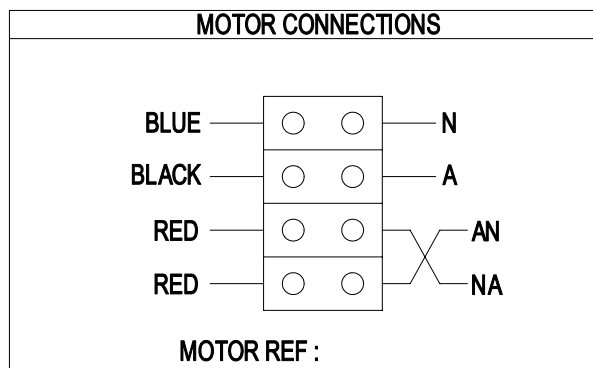 MOTOR CONNECTIONS
BLUE N
BLACK A
RED AN
RED NA
MOTOR REF :